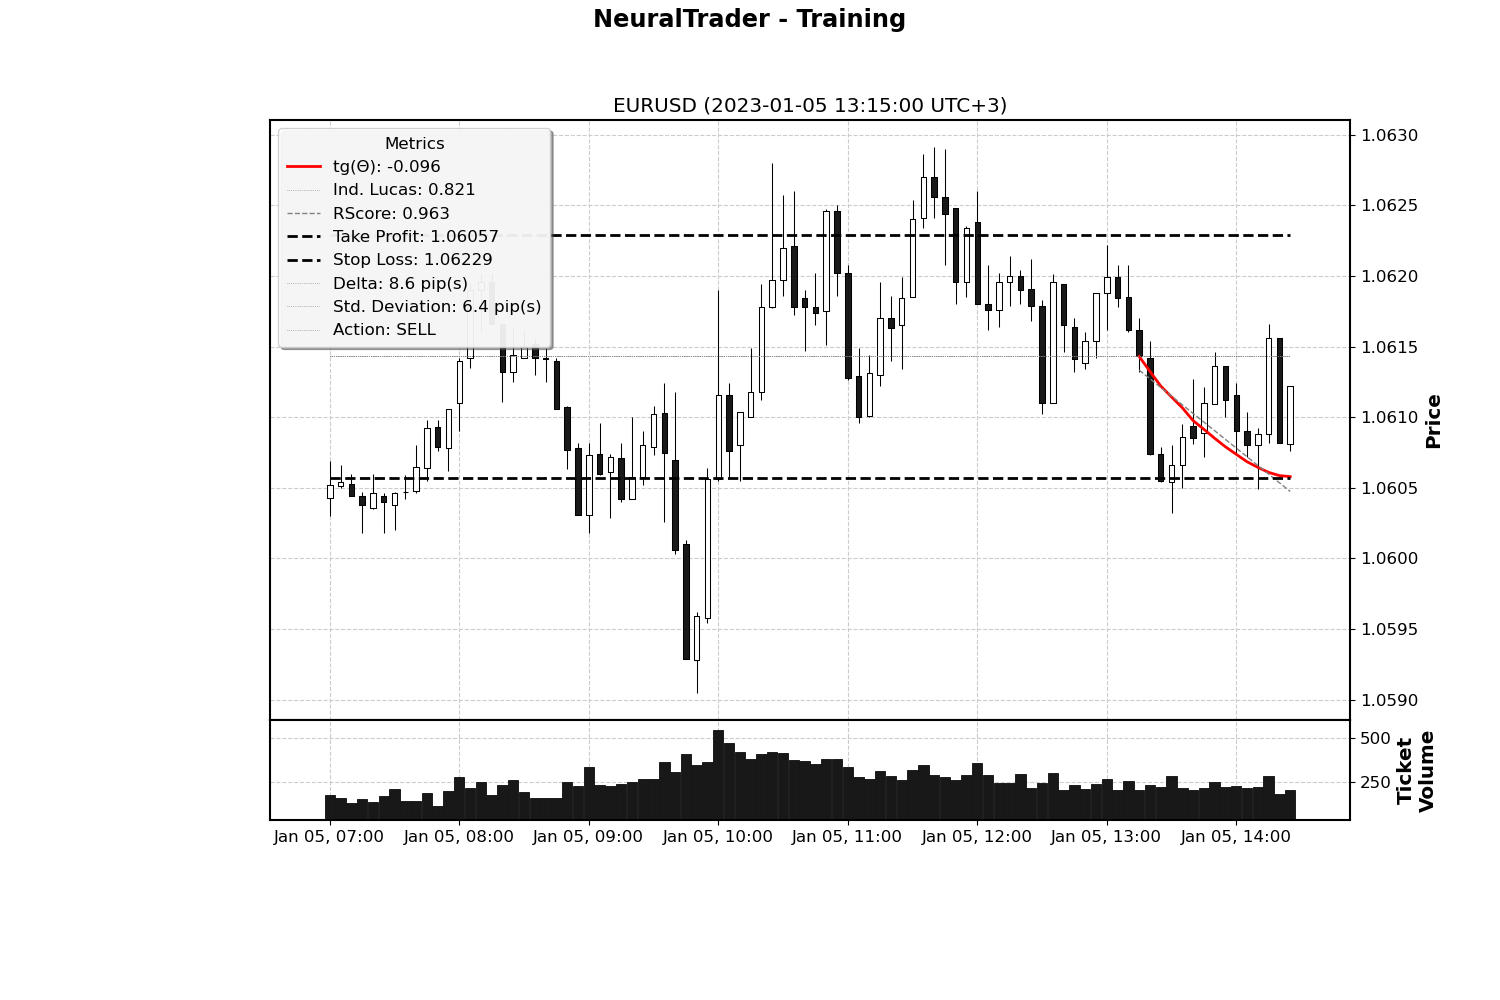 NeuralTrader - Training
EURUSD (2023-01-05 13:15:00 UTC+3)
Metrics
tg(Θ): -0.096
Ind. Lucas: 0.821
RScore: 0.963
Take Profit: 1.06057
Stop Loss: 1.06229
Delta: 8.6 pip(s)
Std. Deviation: 6.4 pip(s)
Action: SELL
1.0630
1.0625
1.0620
1.0615
1.0610
1.0605
1.0600
1.0595
1.0590
Price
500
250
Ticket
Volume
Jan 05, 07:00
Jan 05, 08:00
Jan 05, 09:00
Jan 05, 10:00
Jan 05, 11:00
Jan 05, 12:00
Jan 05, 13:00
Jan 05, 14:00